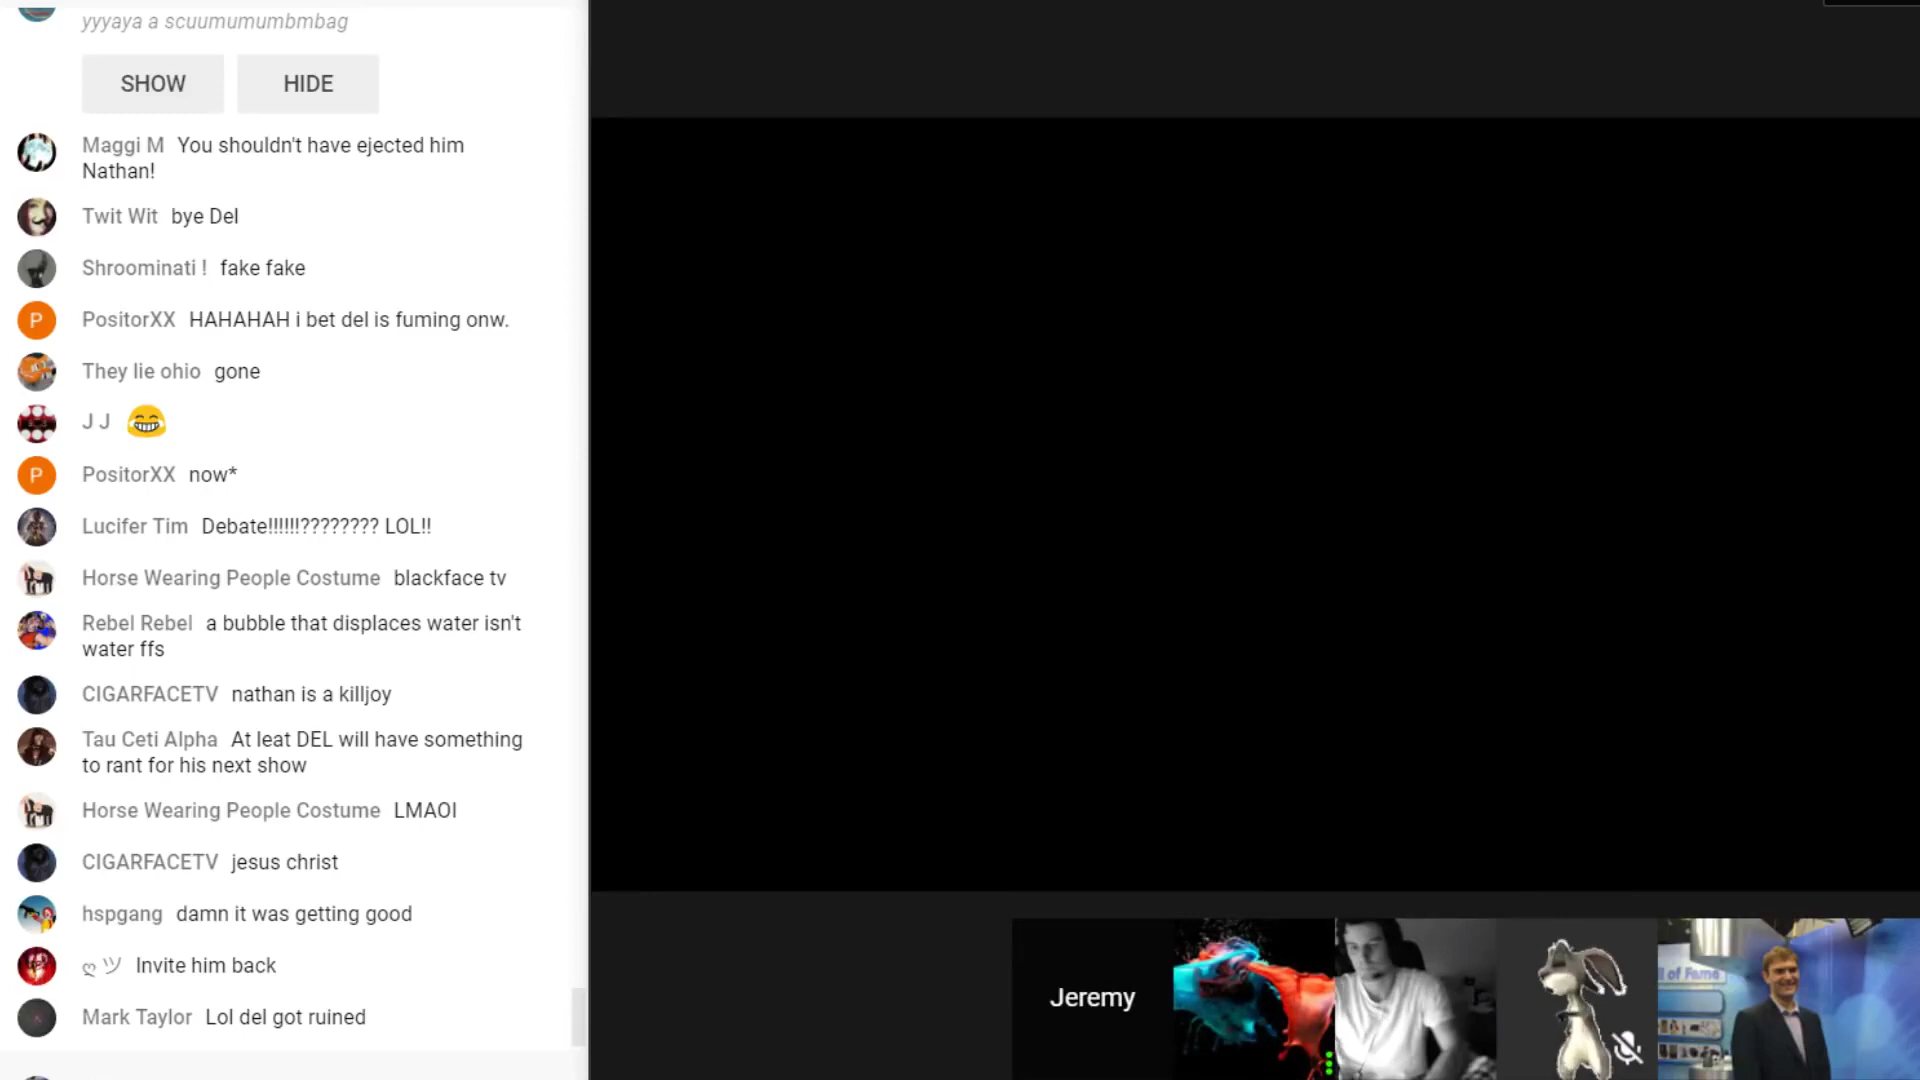 yyyaya a scuumumumbmbag
SHOW HIDE
Maggi M You shouldn't have ejected him
Nathan!
Twit Wit bye Del
Shroominati ! fake fake
P PositorXX HAHAHAH i bet del is fuming onw.
They lie ohio gone
J J 😂
P PositorXX now*
Lucifer Tim Debate!!!!!!???????? LOL!!
Horse Wearing People Costume blackface tv
Rebel Rebel a bubble that displaces water isn't
water ffs
CIGARFACETV nathan is a killjoy
Tau Ceti Alpha At leat DEL will have something
to rant for his next show
Horse Wearing People Costume LMAOI
CIGARFACETV jesus christ
hspgang damn it was getting good
ღ ツ Invite him back
Mark Taylor Lol del got ruined
Jeremy
l of Fame